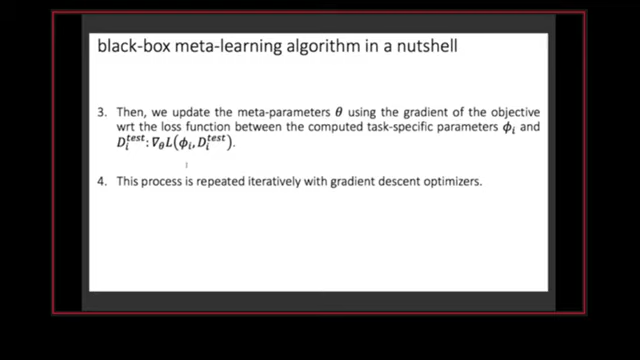 black-box meta-learning algorithm in a nutshell
3. Then, we update the meta-parameters θ using the gradient of the objective
wrt the loss function between the computed task-specific parameters ϕᵢ and
Dᵢᵗᵉˢᵗ: ∇_θL(ϕᵢ, Dᵢᵗᵉˢᵗ).
4. This process is repeated iteratively with gradient descent optimizers.